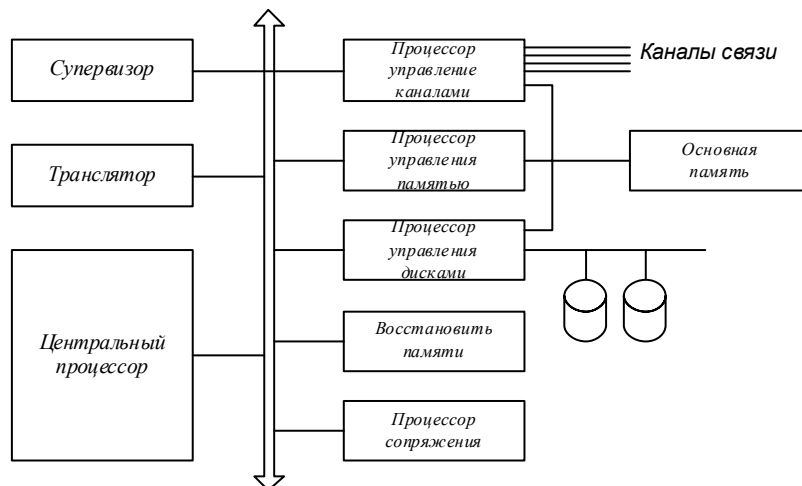 Супервизор
Транслятор
Центральный
процессор
Процессор
управление
каналами
Каналы связи
Процессор
управления
памятью
Основная
память
Процессор
управления
дисками
Восстановить
памяти
Процессор
сопряжения